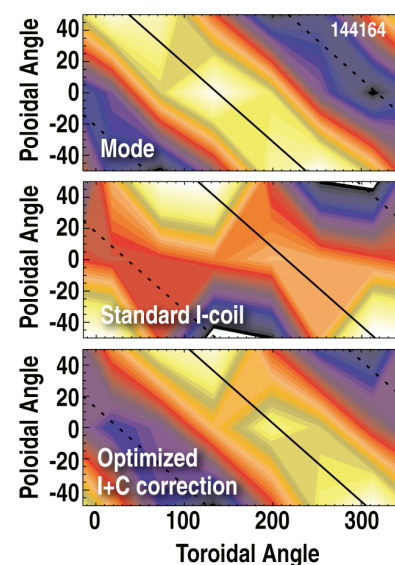 144164
40
20
0
-20
-40
Poloidal Angle
Mode
40
20
0
-20
-40
Poloidal Angle
Standard I-coil
40
20
0
-20
-40
Poloidal Angle
Optimized
I+C correction
0 100 200 300
Toroidal Angle